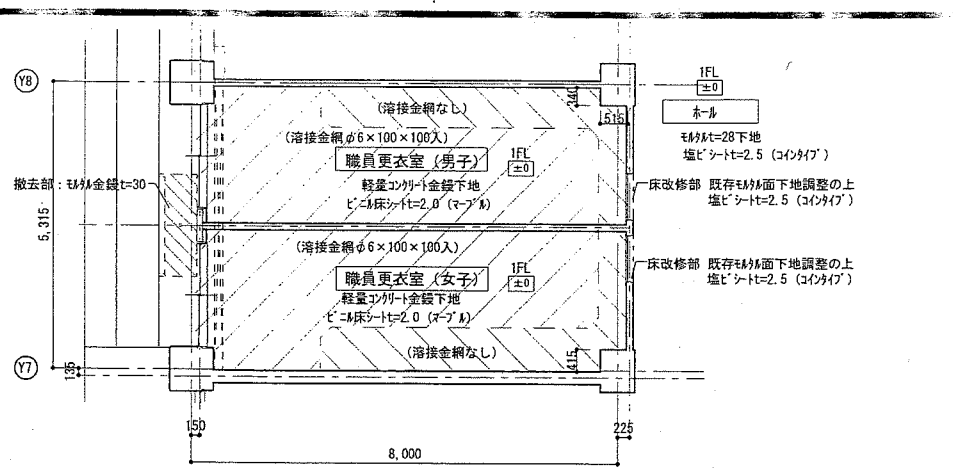 Y8
1FL
±0
ホール
モルタルt=28下地
塩ビシートt=2.5 (コインタイプ)
(溶接金網なし)
340
515
(溶接金網φ6×100×100入)
職員更衣室 (男子)
1FL
±0
軽量コンクリート金鏝下地
ビニル床シートt=2.0 (マーブル)
撤去部:モルタル金鏝t=30
床改修部 既存モルタル面下地調整の上
塩ビシートt=2.5 (コインタイプ)
5,315
(溶接金網φ6×100×100入)
職員更衣室 (女子)
1FL
±0
軽量コンクリート金鏝下地
ビニル床シートt=2.0 (マーブル)
床改修部 既存モルタル面下地調整の上
塩ビシートt=2.5 (コインタイプ)
(溶接金網なし)
415
Y7
135
150
225
8,000